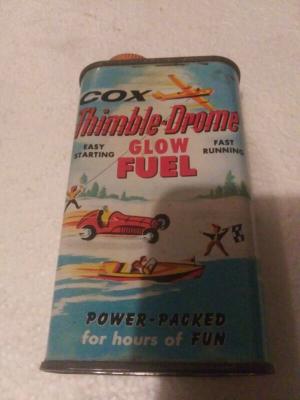 COX
Thimble-Drome
EASY STARTING
GLOW FUEL
FAST RUNNING
POWER-PACKED
for hours of FUN